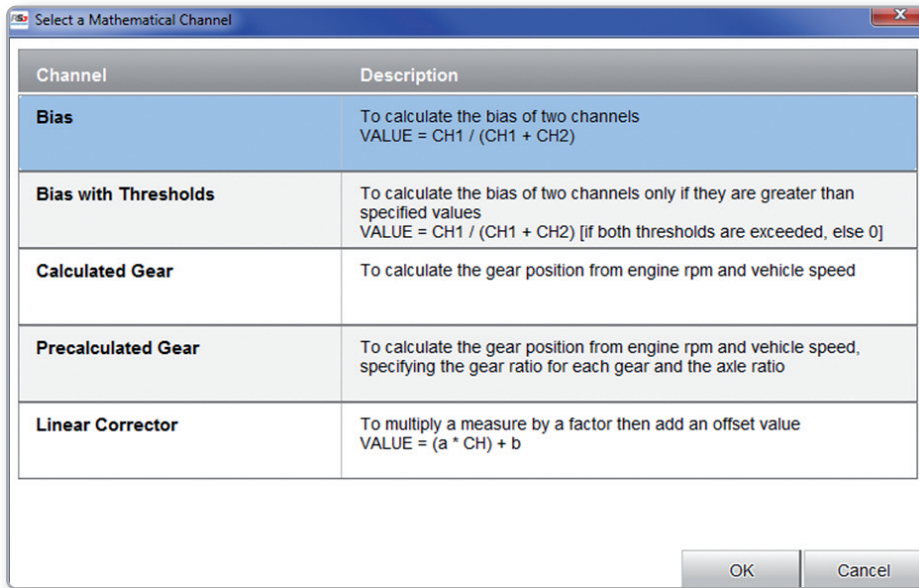 RS3 Select a Mathematical Channel
Channel Description
Bias To calculate the bias of two channels
VALUE = CH1 / (CH1 + CH2)
Bias with Thresholds To calculate the bias of two channels only if they are greater than
specified values
VALUE = CH1 / (CH1 + CH2) [if both thresholds are exceeded, else 0]
Calculated Gear To calculate the gear position from engine rpm and vehicle speed
Precalculated Gear To calculate the gear position from engine rpm and vehicle speed,
specifying the gear ratio for each gear and the axle ratio
Linear Corrector To multiply a measure by a factor then add an offset value
VALUE = (a * CH) + b
OK Cancel